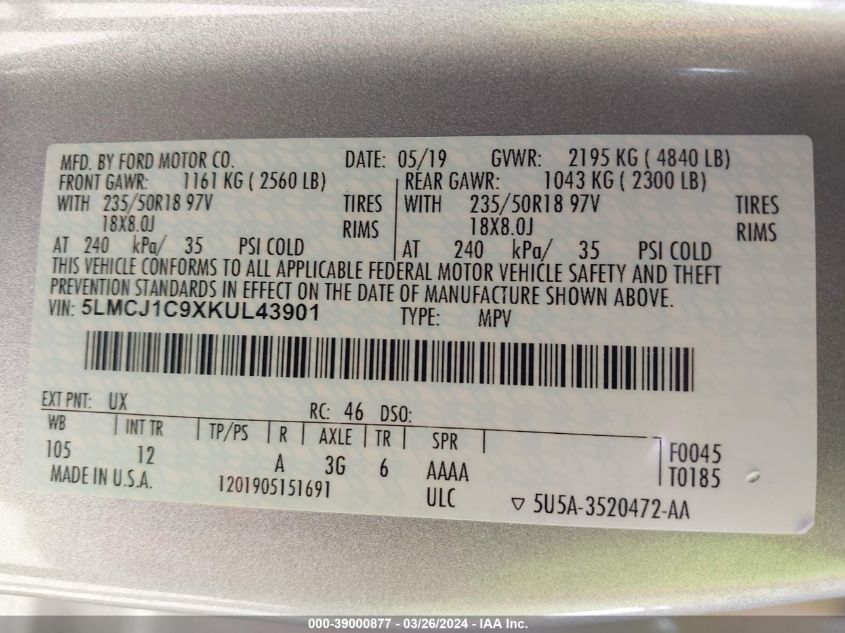 MFD. BY FORD MOTOR CO. DATE: 05/19 GVWR: 2195 KG ( 4840 LB)
FRONT GAWR: 1161 KG ( 2560 LB) REAR GAWR: 1043 KG ( 2300 LB)
WITH 235/50R18 97V TIRES WITH 235/50R18 97V TIRES
18X8.0J RIMS 18X8.0J RIMS
AT 240 kPa/ 35 PSI COLD AT 240 kPa/ 35 PSI COLD
THIS VEHICLE CONFORMS TO ALL APPLICABLE FEDERAL MOTOR VEHICLE SAFETY AND THEFT
PREVENTION STANDARDS IN EFFECT ON THE DATE OF MANUFACTURE SHOWN ABOVE.
VIN: 5LMCJ1C9XKUL43901 TYPE: MPV
EXT PNT: UX RC: 46 DSO:
WB INT TR TP/PS R AXLE TR SPR F0045
105 12 A 3G 6 AAAA T0185
MADE IN U.S.A. 1201905151691 ULC ▽ 5U5A-3520472-AA
000-39000877 - 03/26/2024 - IAA Inc.